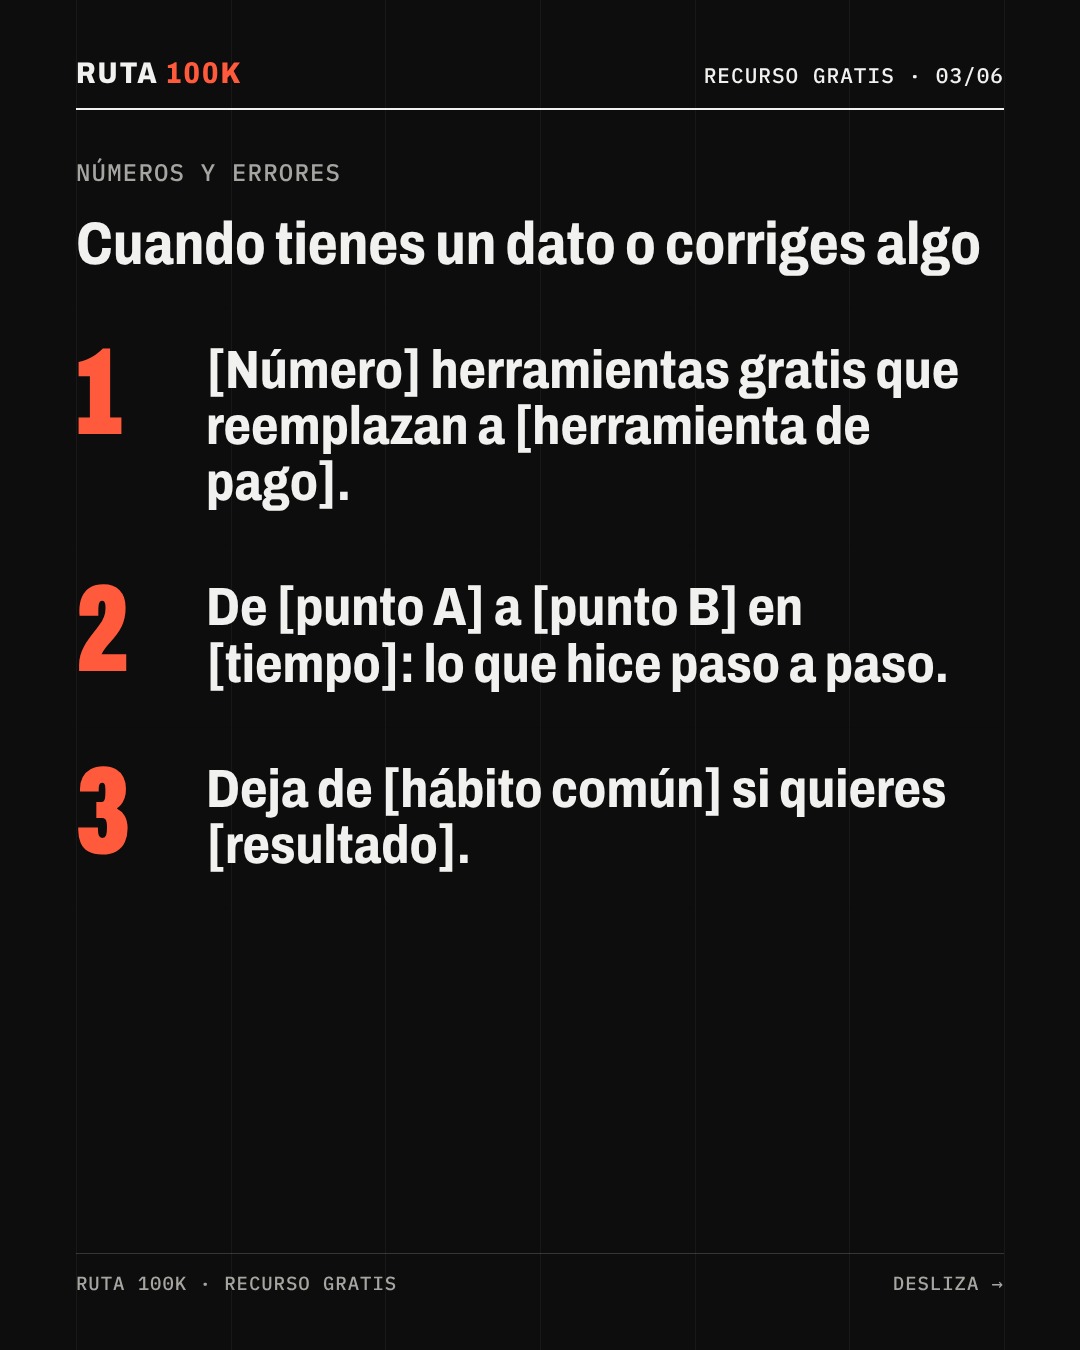 RUTA 100K
RECURSO GRATIS · 03/06
NÚMEROS Y ERRORES
Cuando tienes un dato o corriges algo
1
[Número] herramientas gratis que
reemplazan a [herramienta de
pago].
2
De [punto A] a [punto B] en
[tiempo]: lo que hice paso a paso.
3
Deja de [hábito común] si quieres
[resultado].
RUTA 100K · RECURSO GRATIS
DESLIZA →